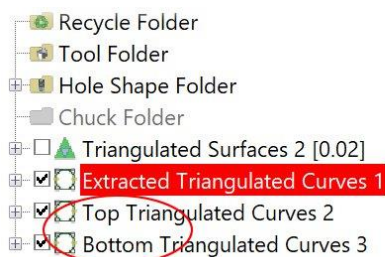 Recycle Folder
Tool Folder
Hole Shape Folder
Chuck Folder
Triangulated Surfaces 2 [0.02]
Extracted Triangulated Curves 1
Top Triangulated Curves 2
Bottom Triangulated Curves 3